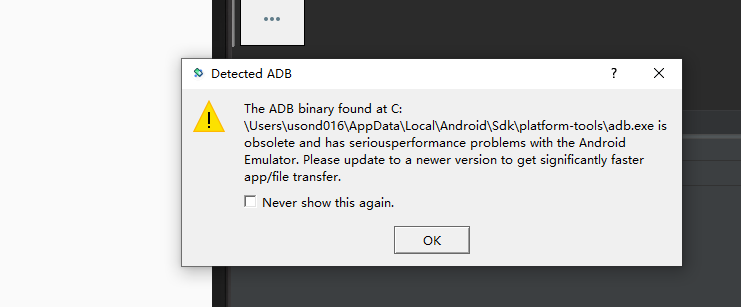 Detected ADB
The ADB binary found at C:
\Users\usond016\AppData\Local\Android\Sdk\platform-tools\adb.exe is
obsolete and has seriousperformance problems with the Android
Emulator. Please update to a newer version to get significantly faster
app/file transfer.
Never show this again.
OK